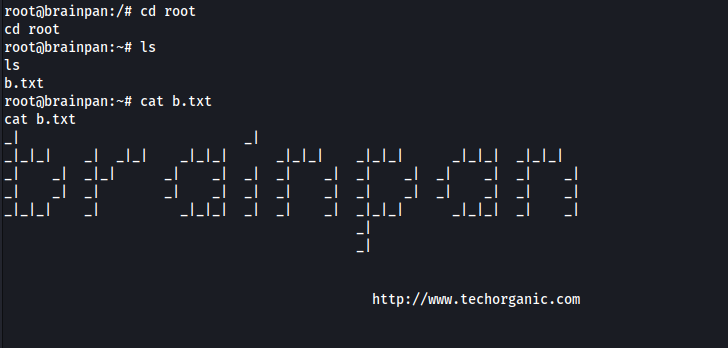 root@brainpan:/# cd root
cd root
root@brainpan:~# ls
ls
b.txt
root@brainpan:~# cat b.txt
cat b.txt
brainpan
http://www.techorganic.com